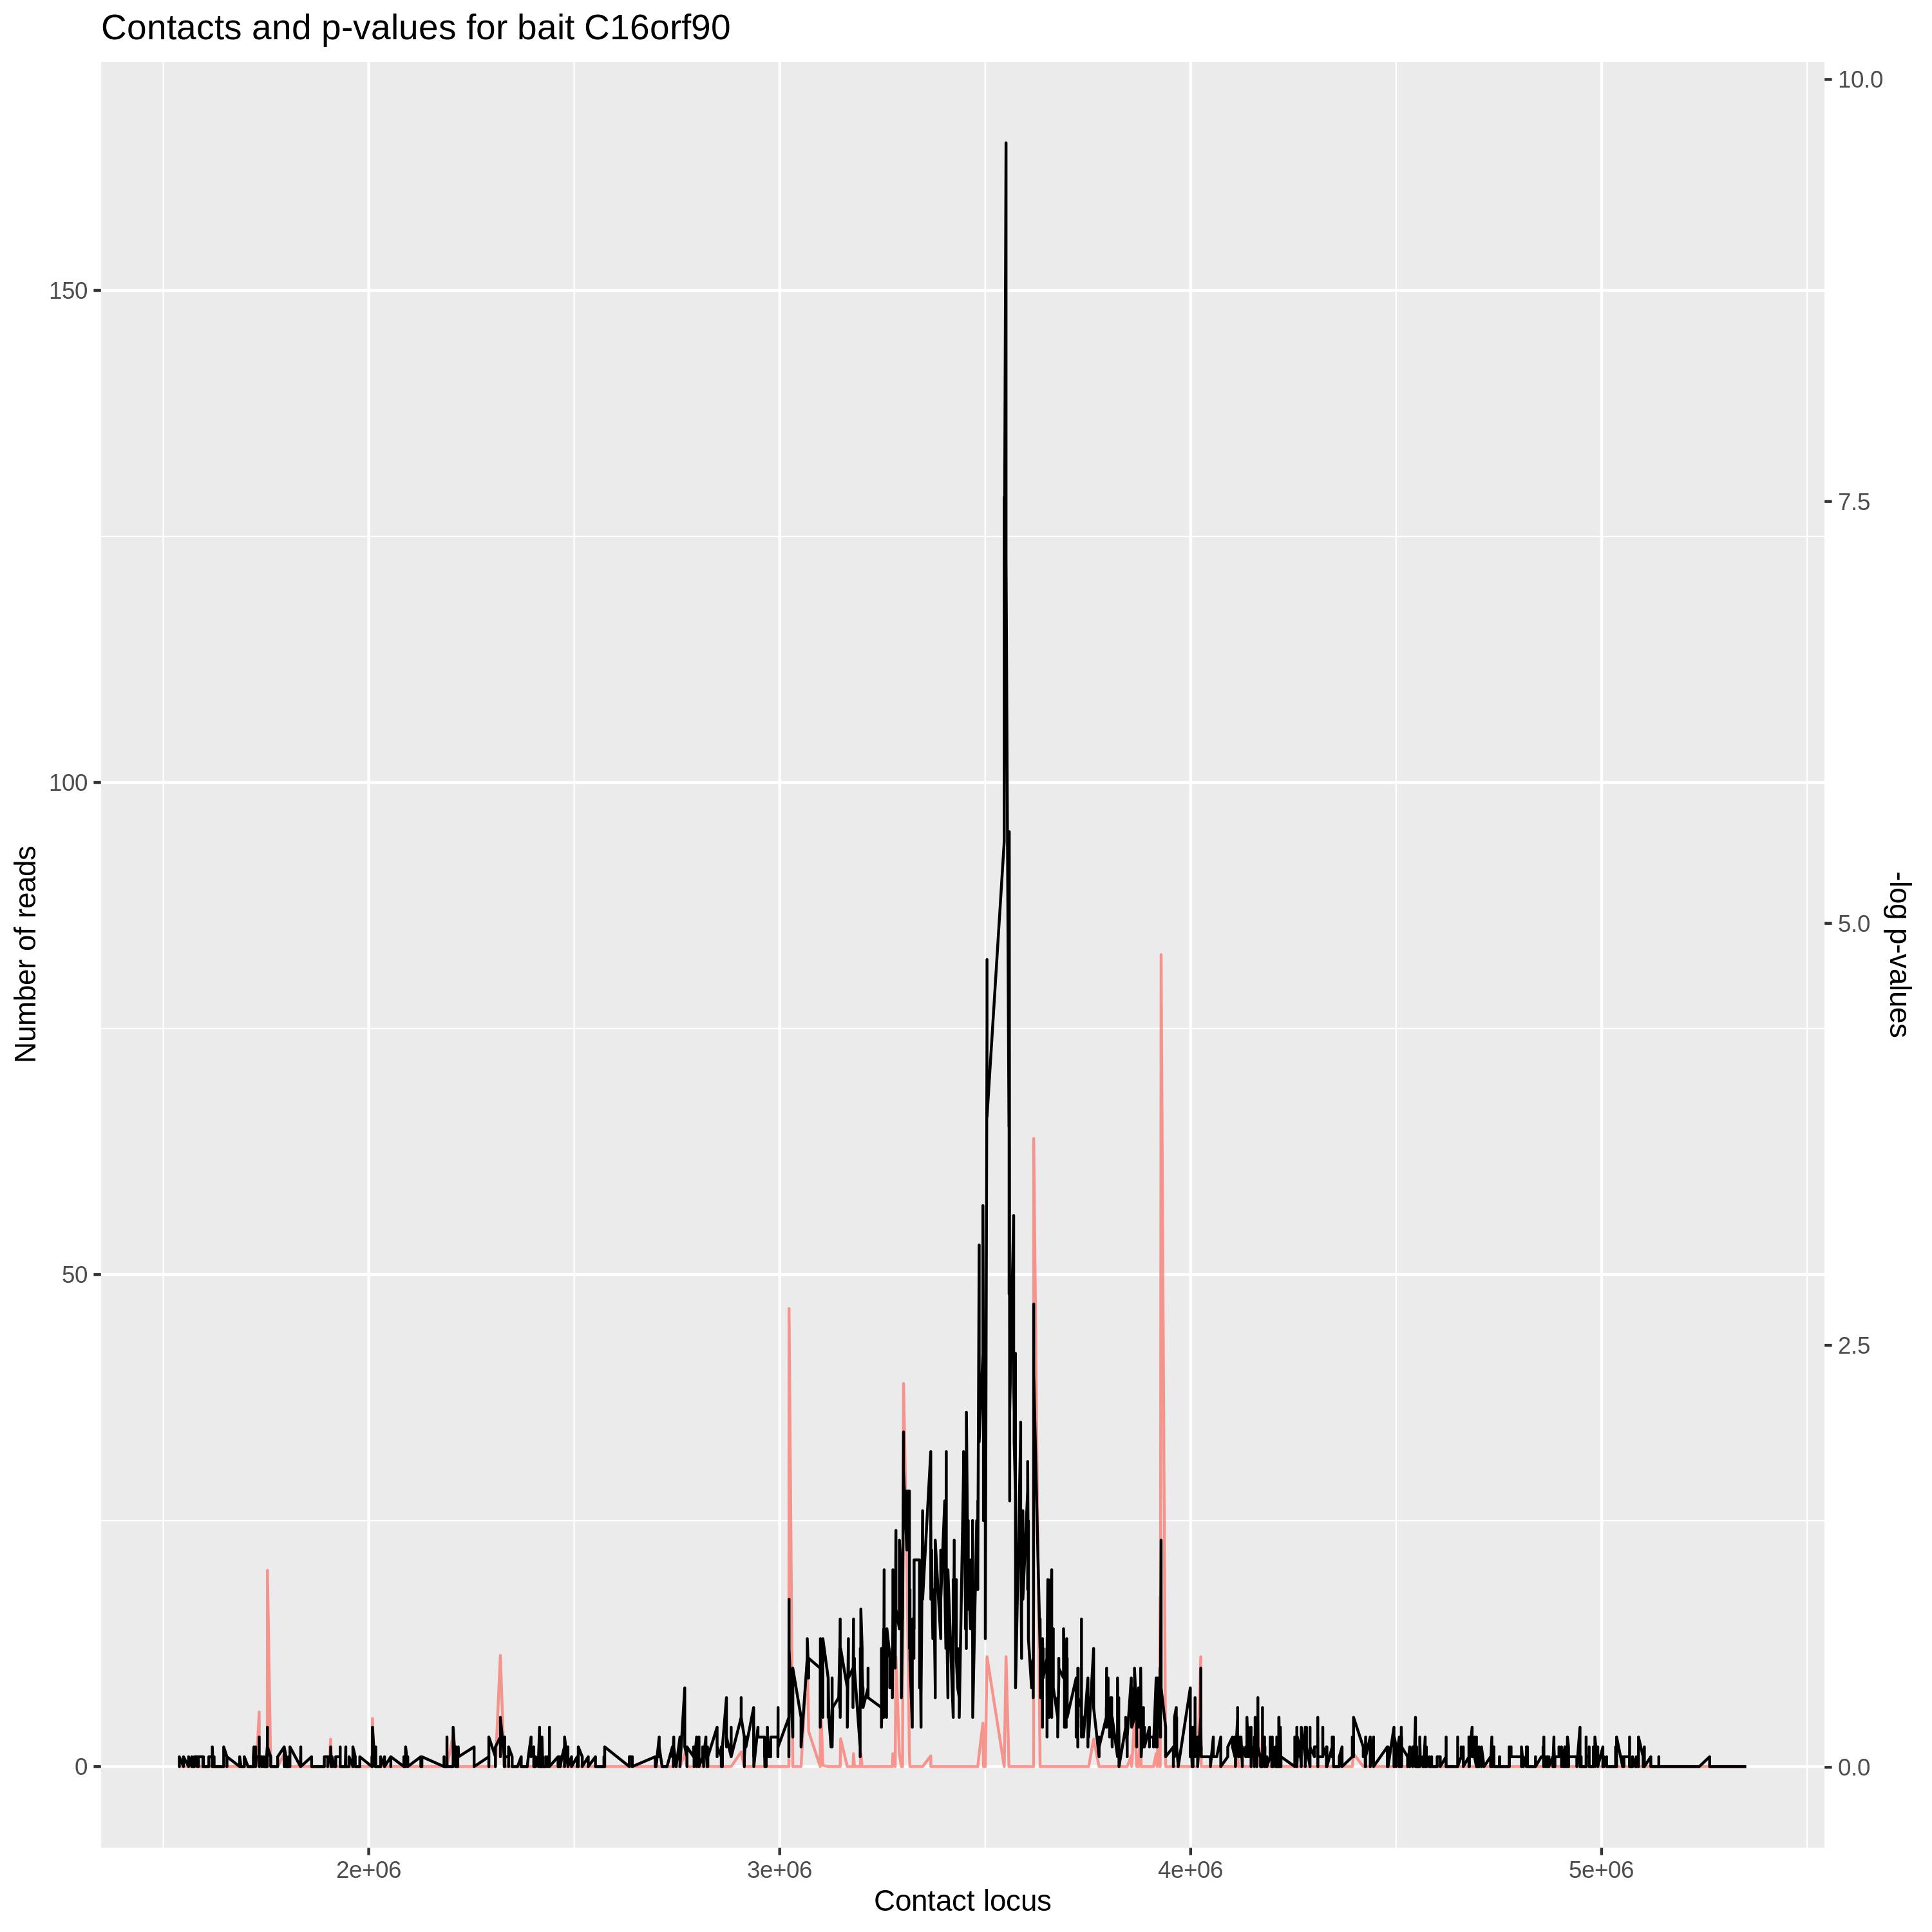 Contacts and p-values for bait C16orf90
Number of reads
150
100
50
0
10.0
7.5
5.0
2.5
0.0
-log p-values
2e+06 3e+06 4e+06 5e+06
Contact locus